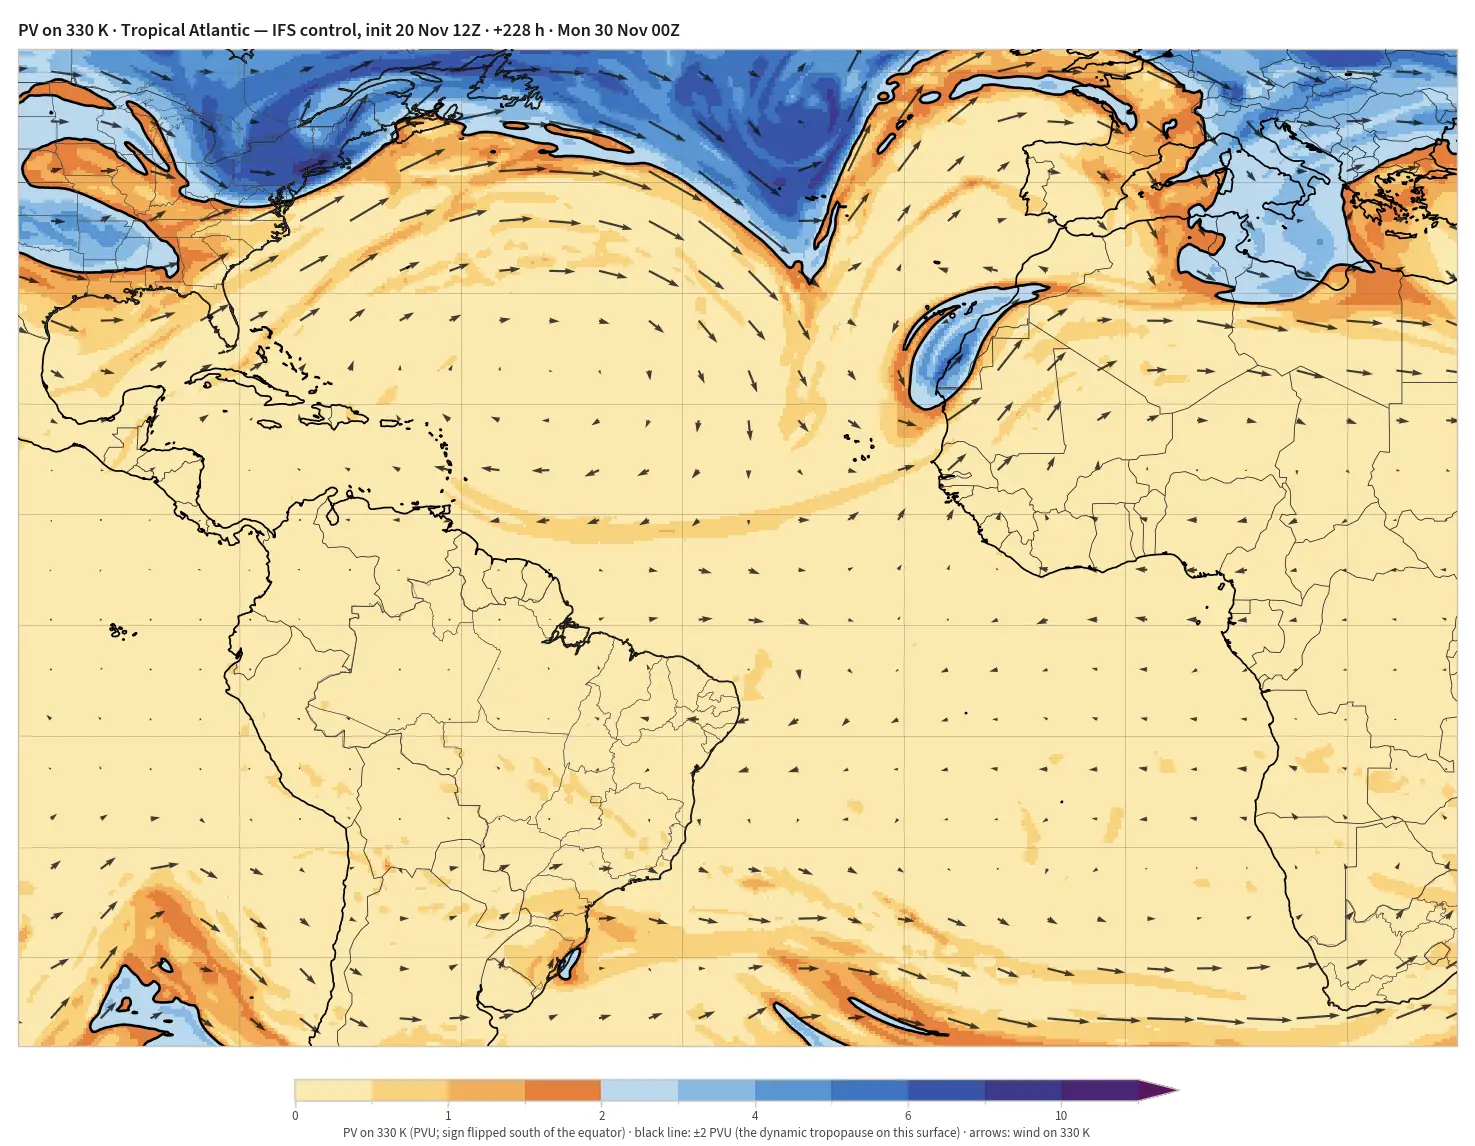 PV on 330 K · Tropical Atlantic — IFS control, init 20 Nov 12Z · +228 h · Mon 30 Nov 00Z
0 1 2 4 6 10
PV on 330 K (PVU; sign flipped south of the equator) · black line: ±2 PVU (the dynamic tropopause on this surface) · arrows: wind on 330 K